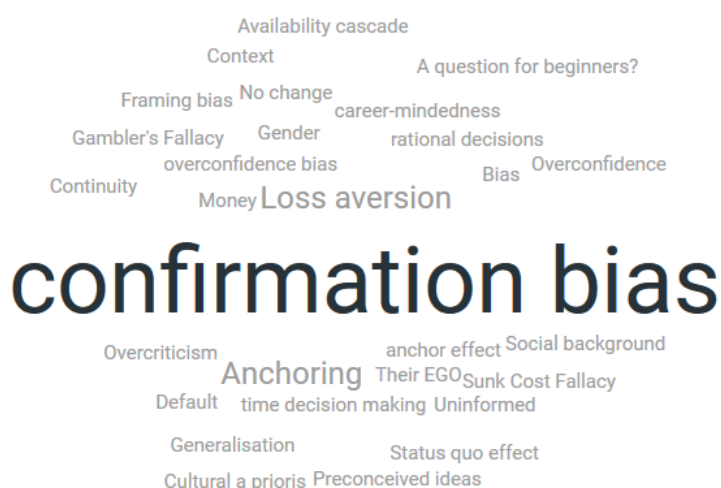 Availability cascade
Context
A question for beginners?
No change
Framing bias
career-mindedness
Gambler's Fallacy
Gender
rational decisions
overconfidence bias
Overconfidence
Bias
Continuity
Money
Loss aversion
confirmation bias
Overcriticism
anchor effect
Social background
Anchoring
Their EGO
Sunk Cost Fallacy
Default
time decision making
Uninformed
Generalisation
Status quo effect
Cultural a prioris
Preconceived ideas